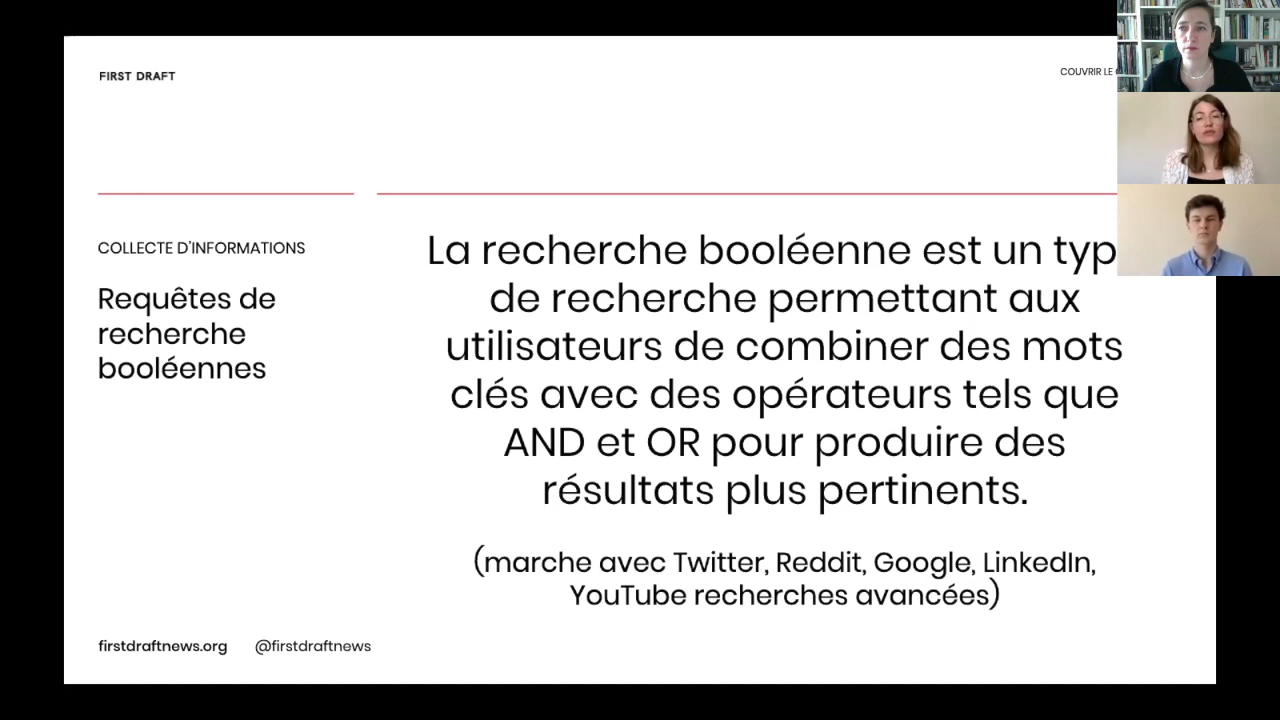 FIRST DRAFT
COUVRIR LE
COLLECTE D'INFORMATIONS
Requêtes de
recherche
booléennes
La recherche booléenne est un typ
de recherche permettant aux
utilisateurs de combiner des mots
clés avec des opérateurs tels que
AND et OR pour produire des
résultats plus pertinents.
(marche avec Twitter, Reddit, Google, LinkedIn,
YouTube recherches avancées)
firstdraftnews.org @firstdraftnews